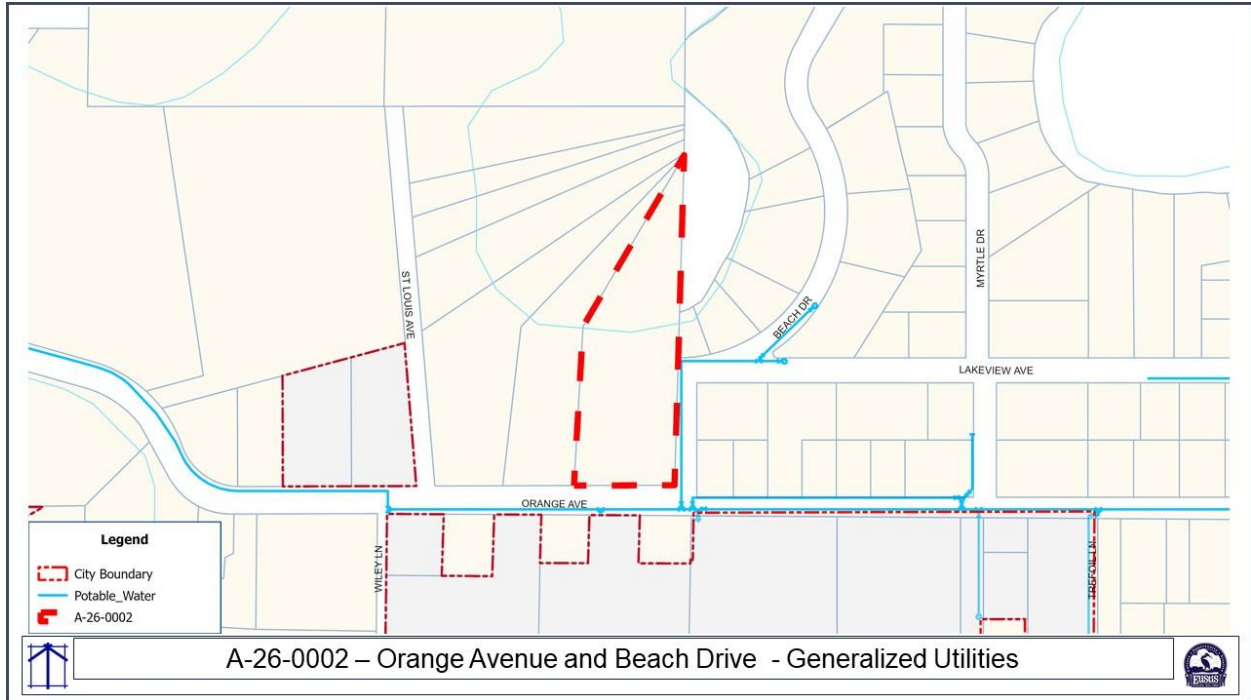 MYRTLE DR
ST LOUIS AVE
BEACH DR
LAKEVIEW AVE
ORANGE AVE
WILEY LN
TREFOIL LN
Legend
City Boundary
Potable_Water
A-26-0002
A-26-0002 – Orange Avenue and Beach Drive - Generalized Utilities
EUSTIS